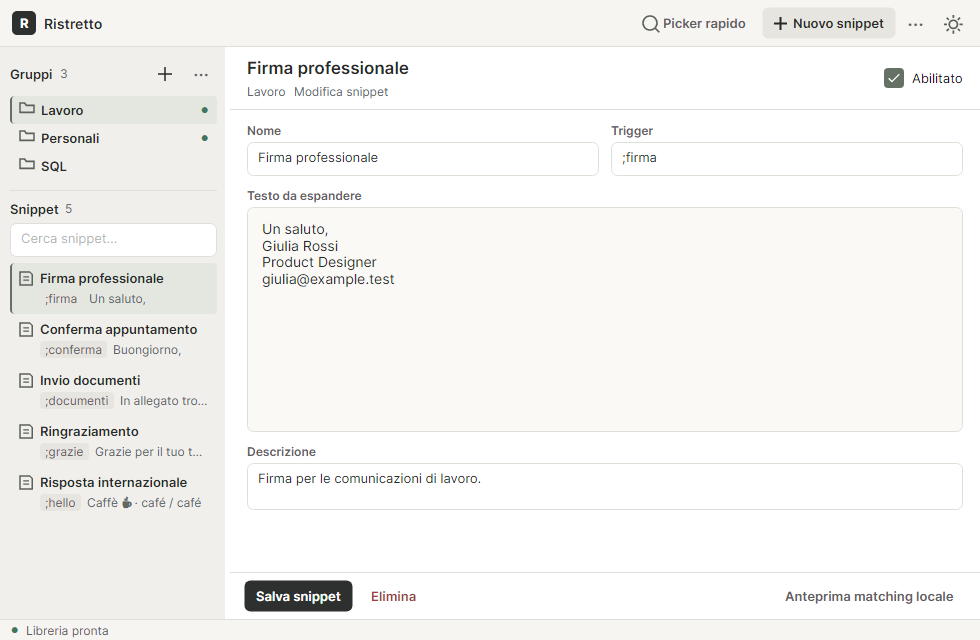 R Ristretto
Picker rapido
Nuovo snippet
Gruppi 3
Lavoro
Personali
SQL
Snippet 5
Cerca snippet...
Firma professionale
;firma Un saluto,
Conferma appuntamento
;conferma Buongiorno,
Invio documenti
;documenti In allegato tro...
Ringraziamento
;grazie Grazie per il tuo t...
Risposta internazionale
;hello Caffè ☕ · café / café
Firma professionale
Lavoro Modifica snippet
Abilitato
Nome
Firma professionale
Trigger
;firma
Testo da espandere
Un saluto,
Giulia Rossi
Product Designer
giulia@example.test
Descrizione
Firma per le comunicazioni di lavoro.
Salva snippet
Elimina
Anteprima matching locale
Libreria pronta